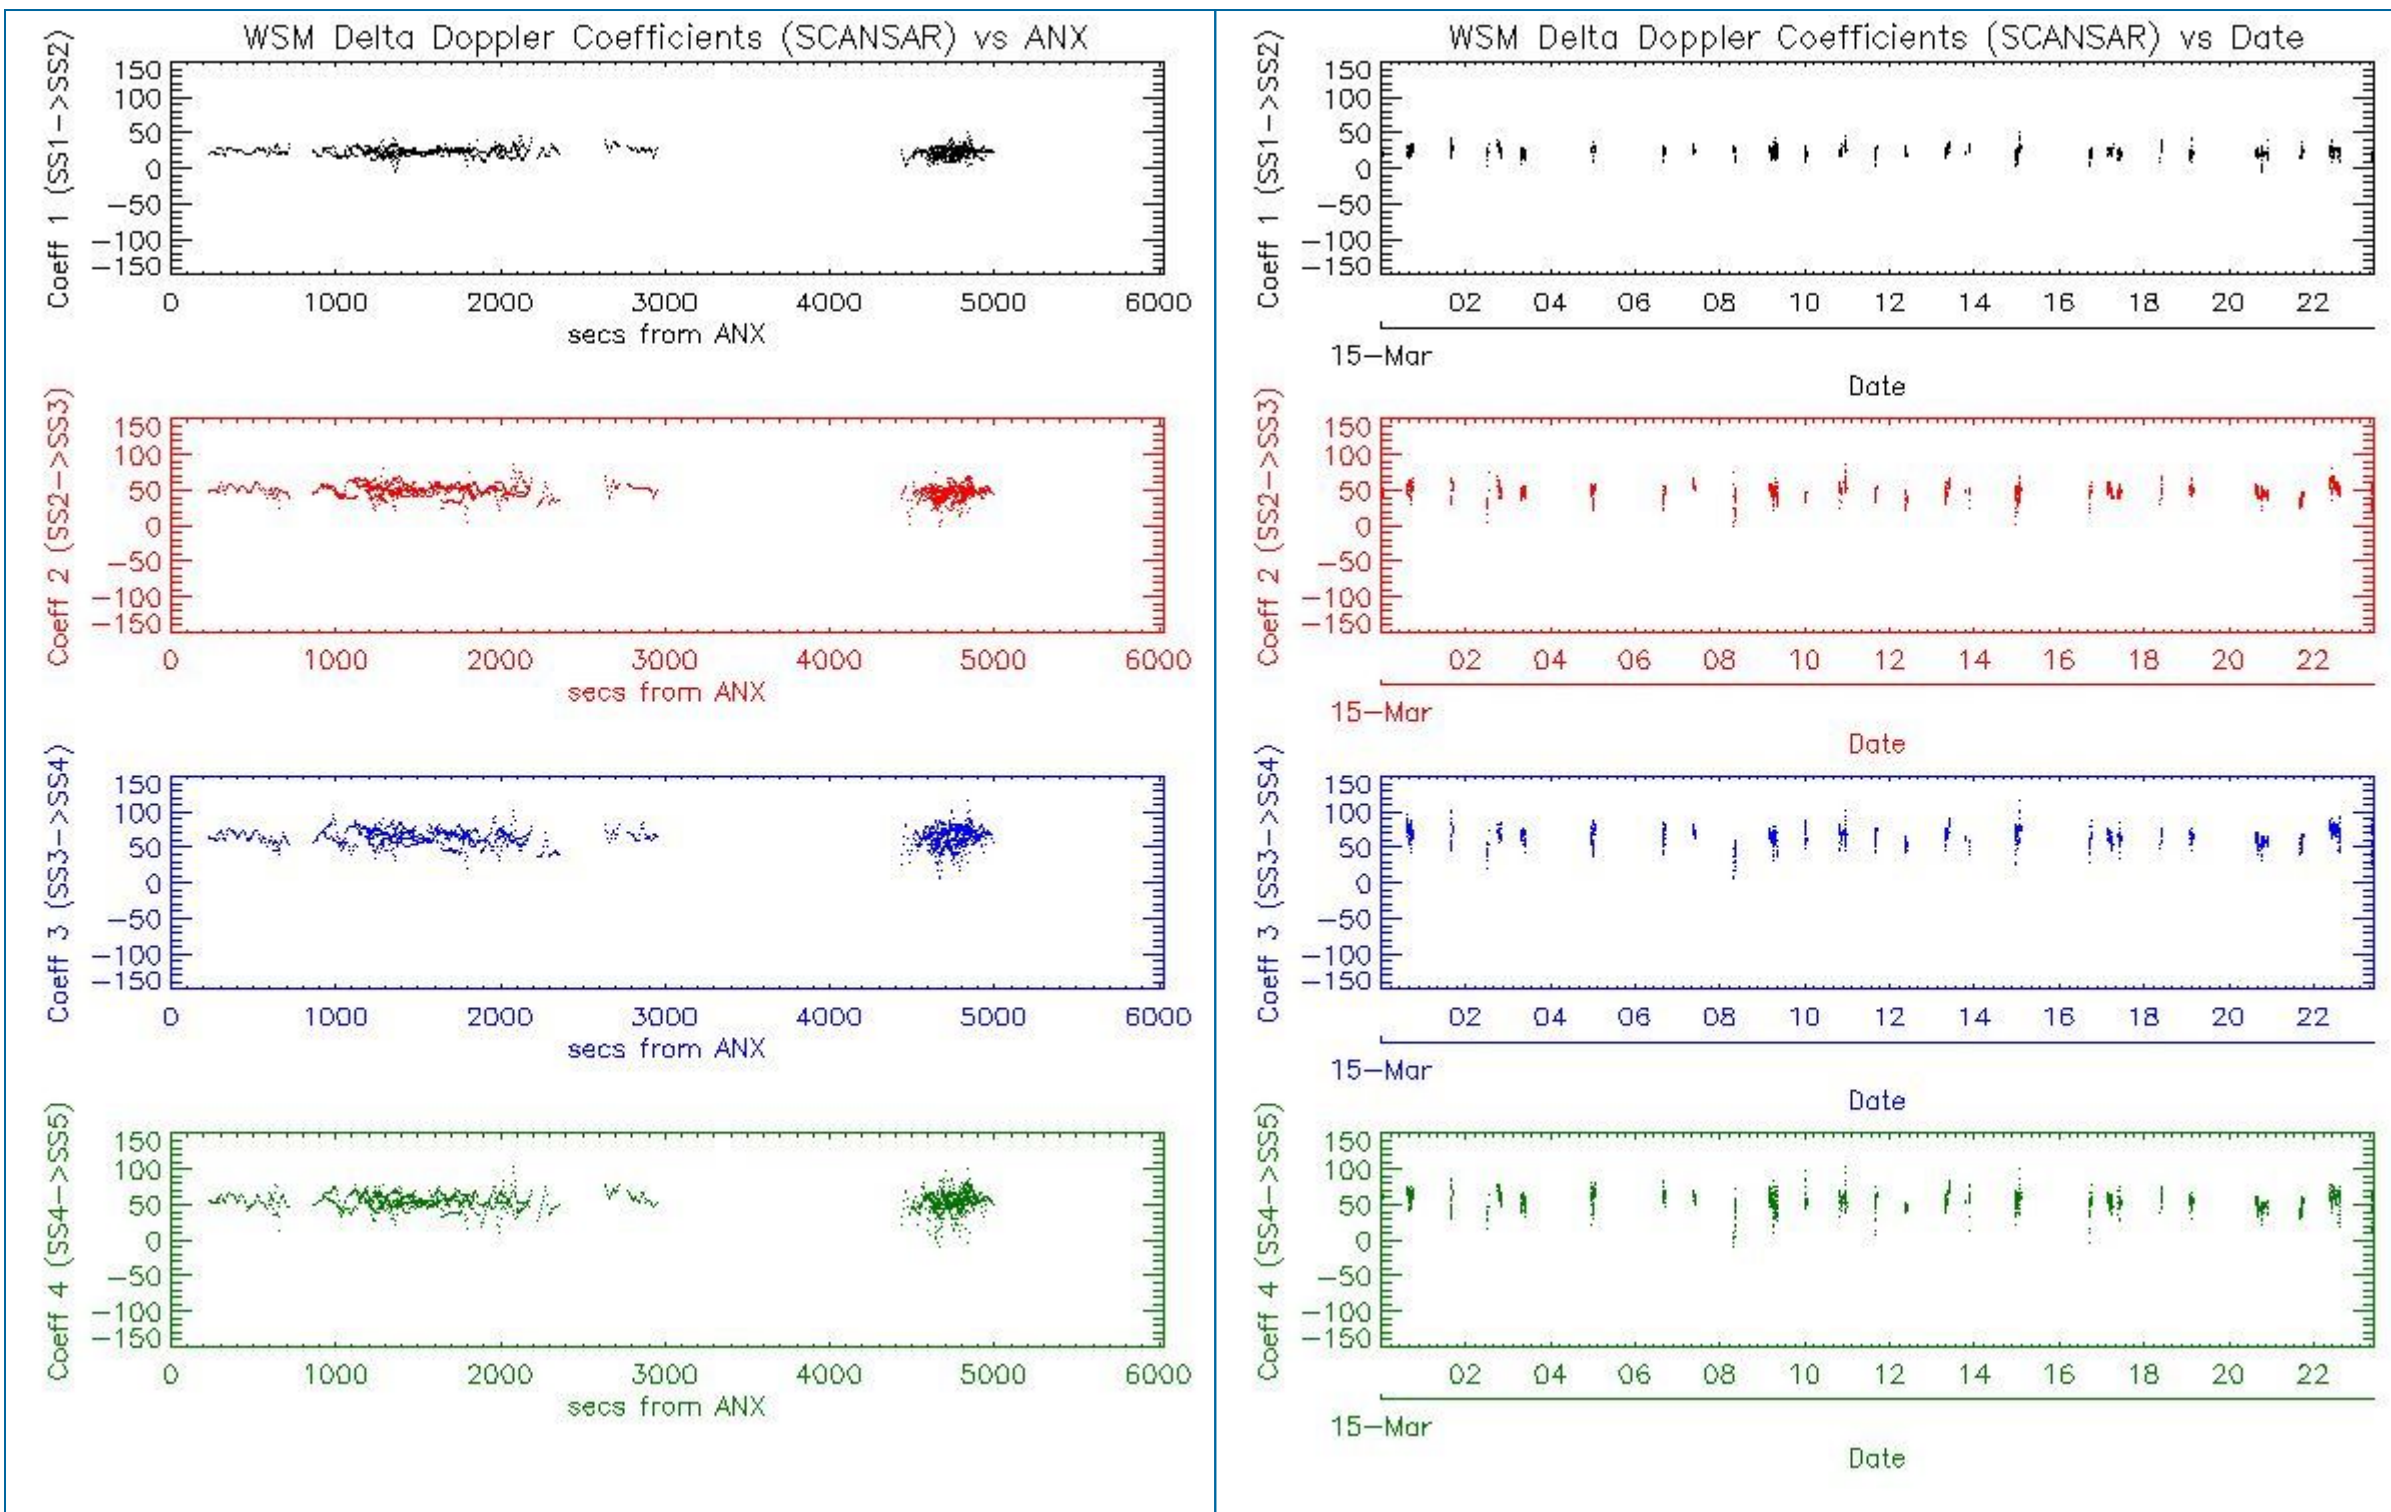 WSM Delta Doppler Coefficients (SCANSAR) vs ANX
Coeff 1 (SS1->SS2)
150
100
50
0
-50
-100
-150
0 1000 2000 3000 4000 5000 6000
secs from ANX
Coeff 2 (SS2->SS3)
150
100
50
0
-50
-100
-150
0 1000 2000 3000 4000 5000 6000
secs from ANX
Coeff 3 (SS3->SS4)
150
100
50
0
-50
-100
-150
0 1000 2000 3000 4000 5000 6000
secs from ANX
Coeff 4 (SS4->SS5)
150
100
50
0
-50
-100
-150
0 1000 2000 3000 4000 5000 6000
secs from ANX
WSM Delta Doppler Coefficients (SCANSAR) vs Date
Coeff 1 (SS1->SS2)
150
100
50
0
-50
-100
-150
02 04 06 08 10 12 14 16 18 20 22
15-Mar
Date
Coeff 2 (SS2->SS3)
150
100
50
0
-50
-100
-150
02 04 06 08 10 12 14 16 18 20 22
15-Mar
Date
Coeff 3 (SS3->SS4)
150
100
50
0
-50
-100
-150
02 04 06 08 10 12 14 16 18 20 22
15-Mar
Date
Coeff 4 (SS4->SS5)
150
100
50
0
-50
-100
-150
02 04 06 08 10 12 14 16 18 20 22
15-Mar
Date